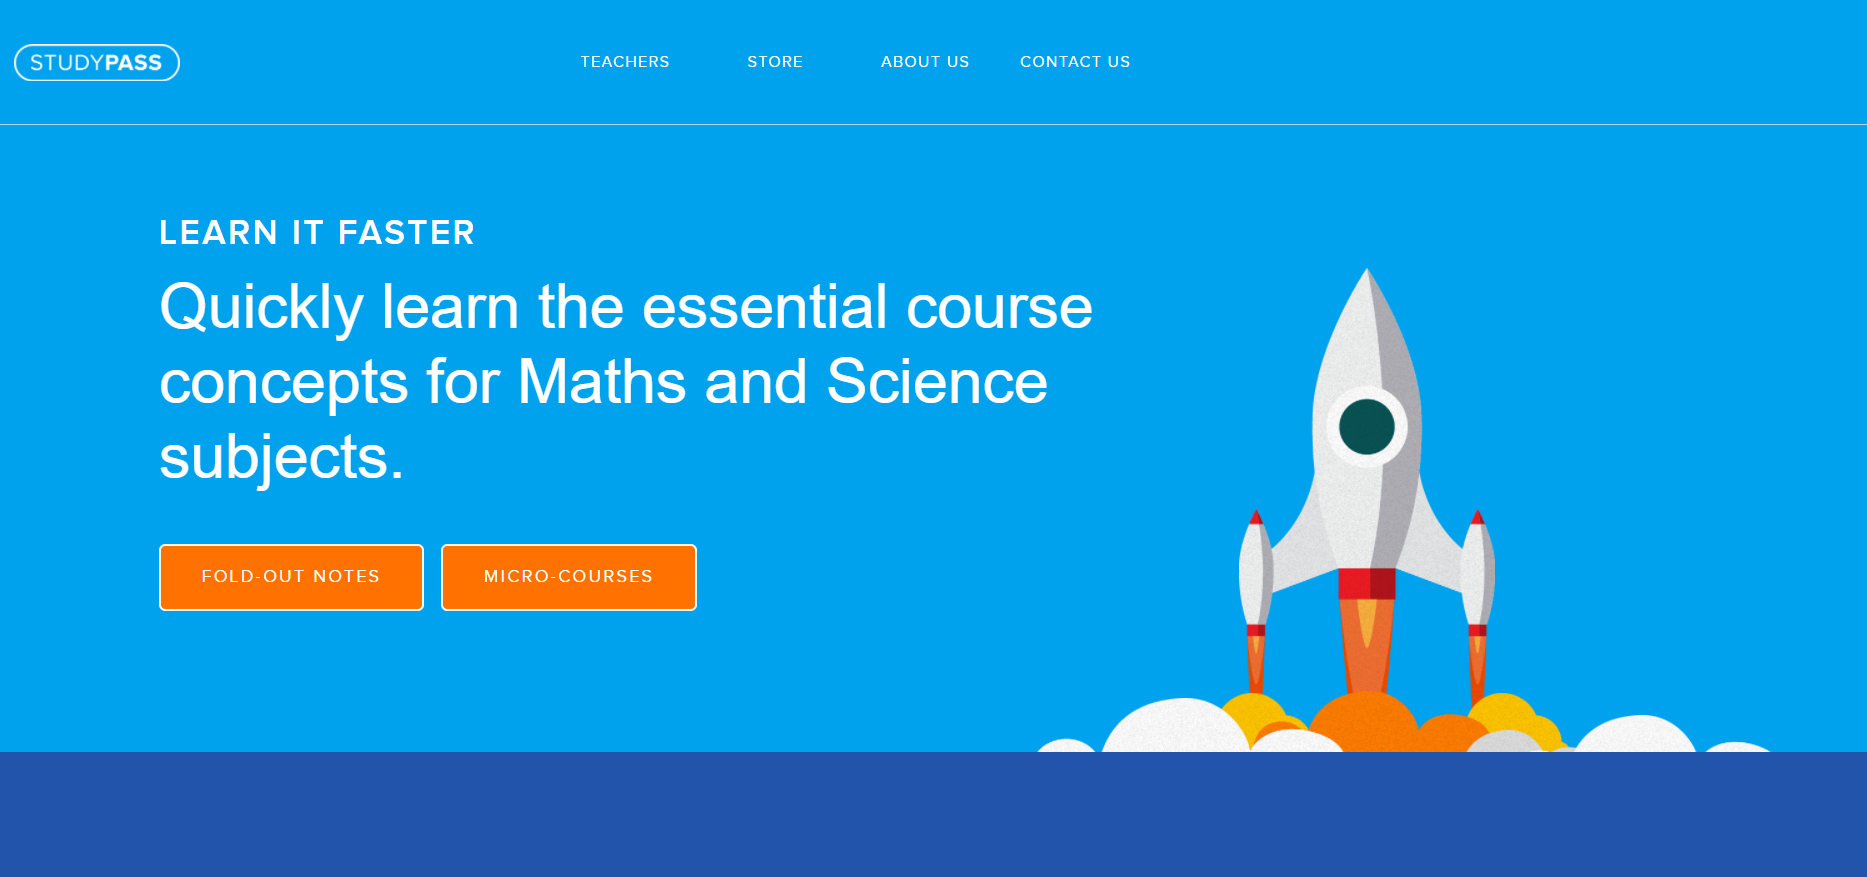 STUDYPASS
TEACHERS
STORE
ABOUT US
CONTACT US
LEARN IT FASTER
Quickly learn the essential course
concepts for Maths and Science
subjects.
FOLD-OUT NOTES
MICRO-COURSES